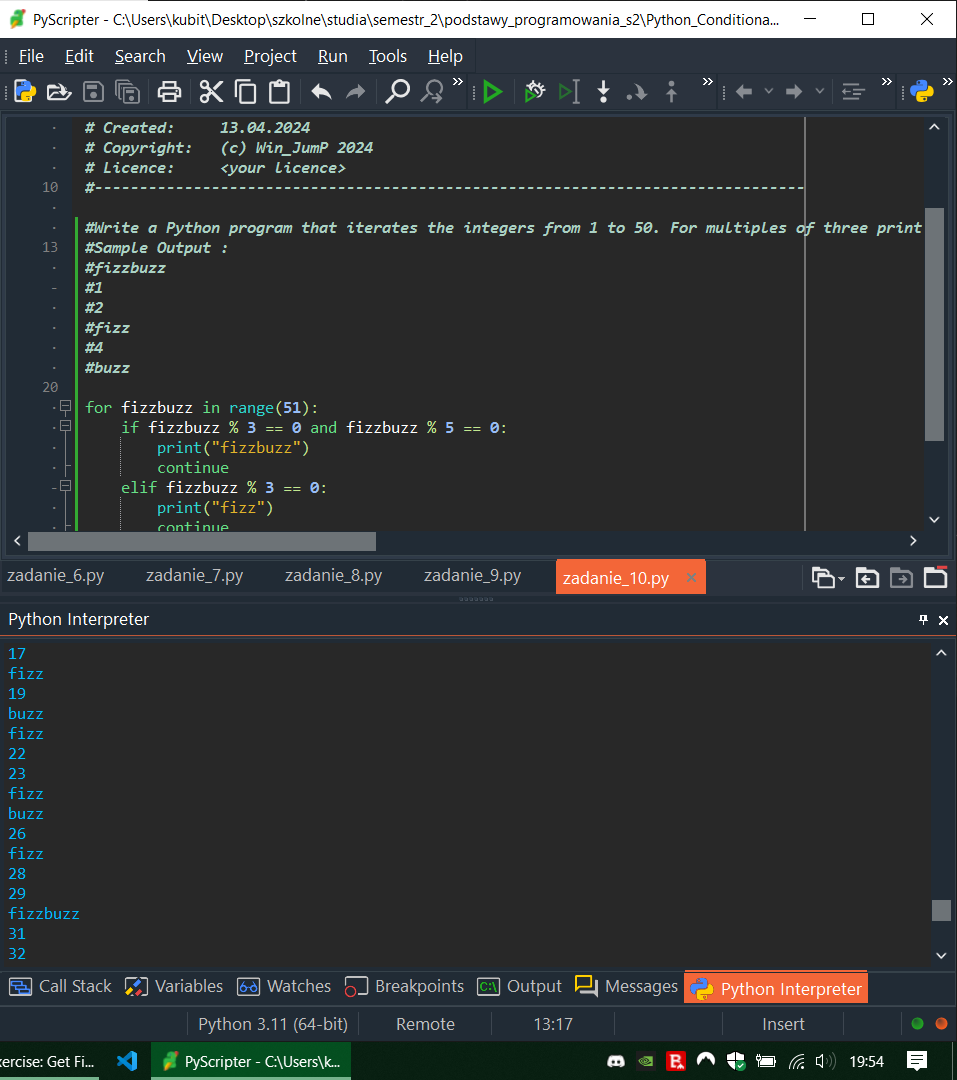 PyScripter - C:\Users\kubit\Desktop\szkolne\studia\semestr_2\podstawy_programowania_s2\Python_Conditiona...
File Edit Search View Project Run Tools Help
# Created: 13.04.2024
# Copyright: (c) Win_JumP 2024
# Licence: <your licence>
10 #-------------------------------------------------------------------------------
#Write a Python program that iterates the integers from 1 to 50. For multiples of three print
13 #Sample Output :
#fizzbuzz
#1
#2
#fizz
#4
#buzz
20
for fizzbuzz in range(51):
if fizzbuzz % 3 == 0 and fizzbuzz % 5 == 0:
print("fizzbuzz")
continue
elif fizzbuzz % 3 == 0:
print("fizz")
continue
zadanie_6.py zadanie_7.py zadanie_8.py zadanie_9.py zadanie_10.py
Python Interpreter
17
fizz
19
buzz
fizz
22
23
fizz
buzz
26
fizz
28
29
fizzbuzz
31
32
Call Stack Variables Watches Breakpoints Output Messages Python Interpreter
Python 3.11 (64-bit) Remote 13:17 Insert
ercise: Get Fi... PyScripter - C:\Users\k... 19:54